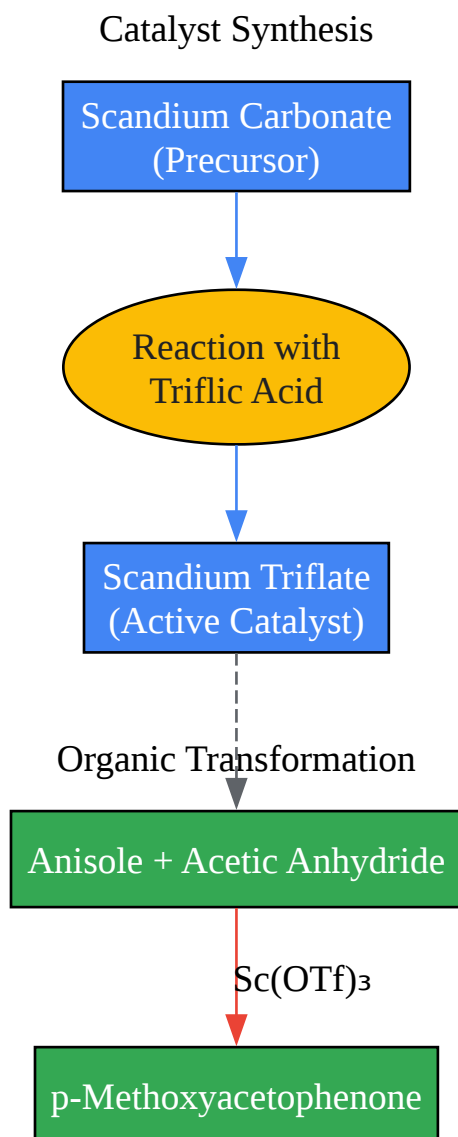 Catalyst Synthesis
Scandium Carbonate
(Precursor)
Reaction with
Triflic Acid
Scandium Triflate
(Active Catalyst)
Organic Transformation
Anisole + Acetic Anhydride
Sc(OTf)₃
p-Methoxyacetophenone